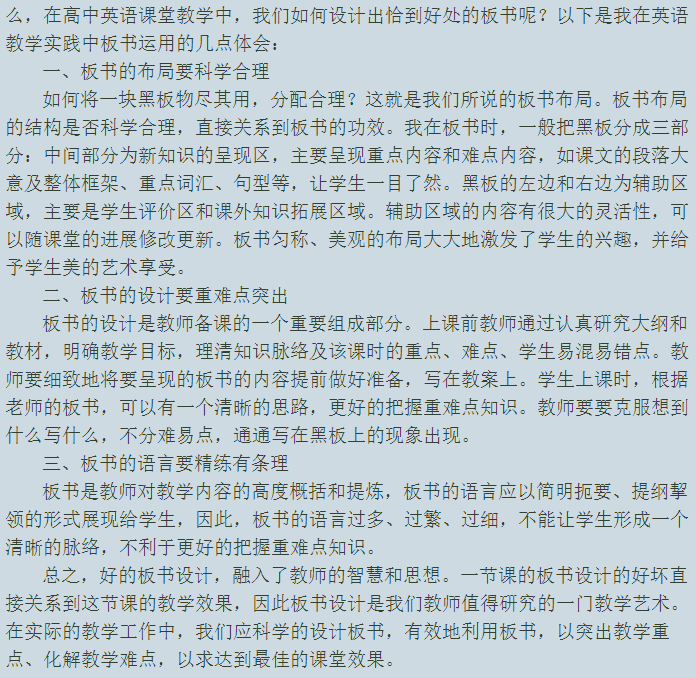 么，在高中英语课堂教学中，我们如何设计出恰到好处的板书呢？以下是我在英语
教学实践中板书运用的几点体会：
一、板书的布局要科学合理
如何将一块黑板物尽其用，分配合理？这就是我们所说的板书布局。板书布局
的结构是否科学合理，直接关系到板书的功效。我在板书时，一般把黑板分成三部
分：中间部分为新知识的呈现区，主要呈现重点内容和难点内容，如课文的段落大
意及整体框架、重点词汇、句型等，让学生一目了然。黑板的左边和右边为辅助区
域，主要是学生评价区和课外知识拓展区域。辅助区域的内容有很大的灵活性，可
以随课堂的进展修改更新。板书匀称、美观的布局大大地激发了学生的兴趣，并给
予学生美的艺术享受。
二、板书的设计要重难点突出
板书的设计是教师备课的一个重要组成部分。上课前教师通过认真研究大纲和
教材，明确教学目标，理清知识脉络及该课时的重点、难点、学生易混易错点。教
师要细致地将要呈现的板书的内容提前做好准备，写在教案上。学生上课时，根据
老师的板书，可以有一个清晰的思路，更好的把握重难点知识。教师要要克服想到
什么写什么，不分难易点，通通写在黑板上的现象出现。
三、板书的语言要精练有条理
板书是教师对教学内容的高度概括和提炼，板书的语言应以简明扼要、提纲挈
领的形式展现给学生，因此，板书的语言过多、过繁、过细，不能让学生形成一个
清晰的脉络，不利于更好的把握重难点知识。
总之，好的板书设计，融入了教师的智慧和思想。一节课的板书设计的好坏直
接关系到这节课的教学效果，因此板书设计是我们教师值得研究的一门教学艺术。
在实际的教学工作中，我们应科学的设计板书，有效地利用板书，以突出教学重
点、化解教学难点，以求达到最佳的课堂效果。